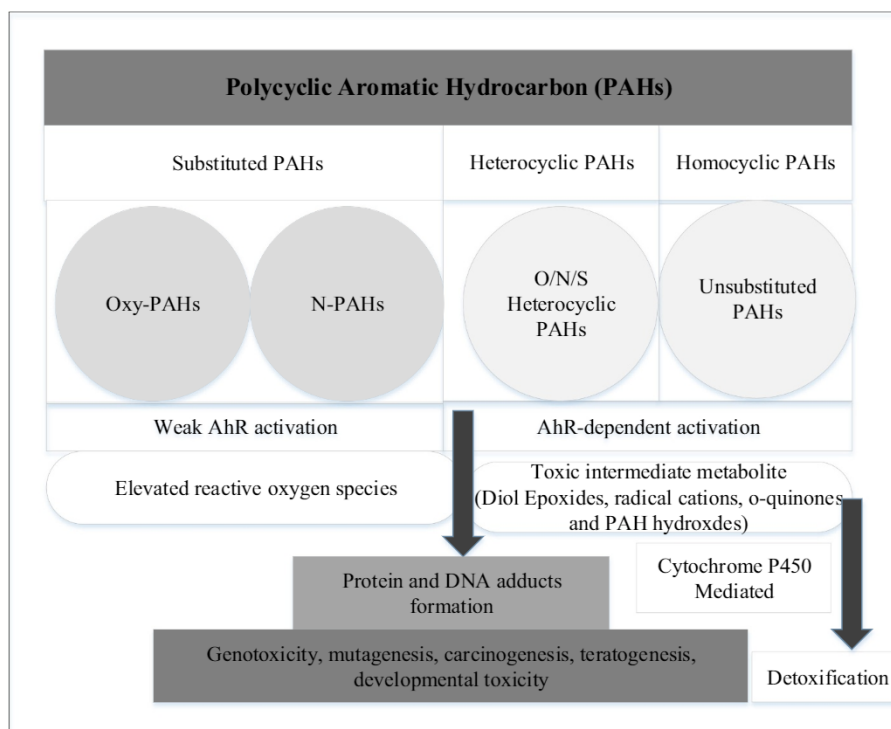 Polycyclic Aromatic Hydrocarbon (PAHs)
Substituted PAHs
Heterocyclic PAHs
Homocyclic PAHs
Oxy-PAHs
N-PAHs
O/N/S
Heterocyclic
PAHs
Unsubstituted
PAHs
Weak AhR activation
AhR-dependent activation
Elevated reactive oxygen species
Toxic intermediate metabolite
(Diol Epoxides, radical cations, o-quinones
and PAH hydroxdes)
Protein and DNA adducts
formation
Cytochrome P450
Mediated
Genotoxicity, mutagenesis, carcinogenesis, teratogenesis,
developmental toxicity
Detoxification